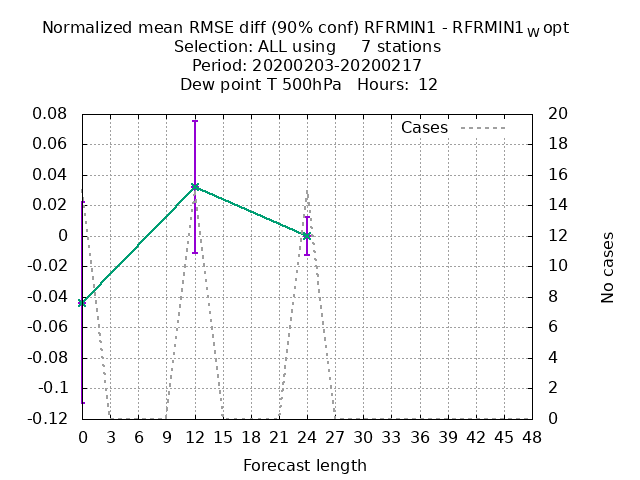 Normalized mean RMSE diff (90% conf) RFRMIN1 - RFRMIN1W opt
Selection: ALL using 7 stations
Period: 20200203-20200217
Dew point T 500hPa Hours: 12
Cases
0.08
0.06
0.04
0.02
0
-0.02
-0.04
-0.06
-0.08
-0.1
-0.12
20
18
16
14
12
10
8
6
4
2
0
No cases
0 3 6 9 12 15 18 21 24 27 30 33 36 39 42 45 48
Forecast length